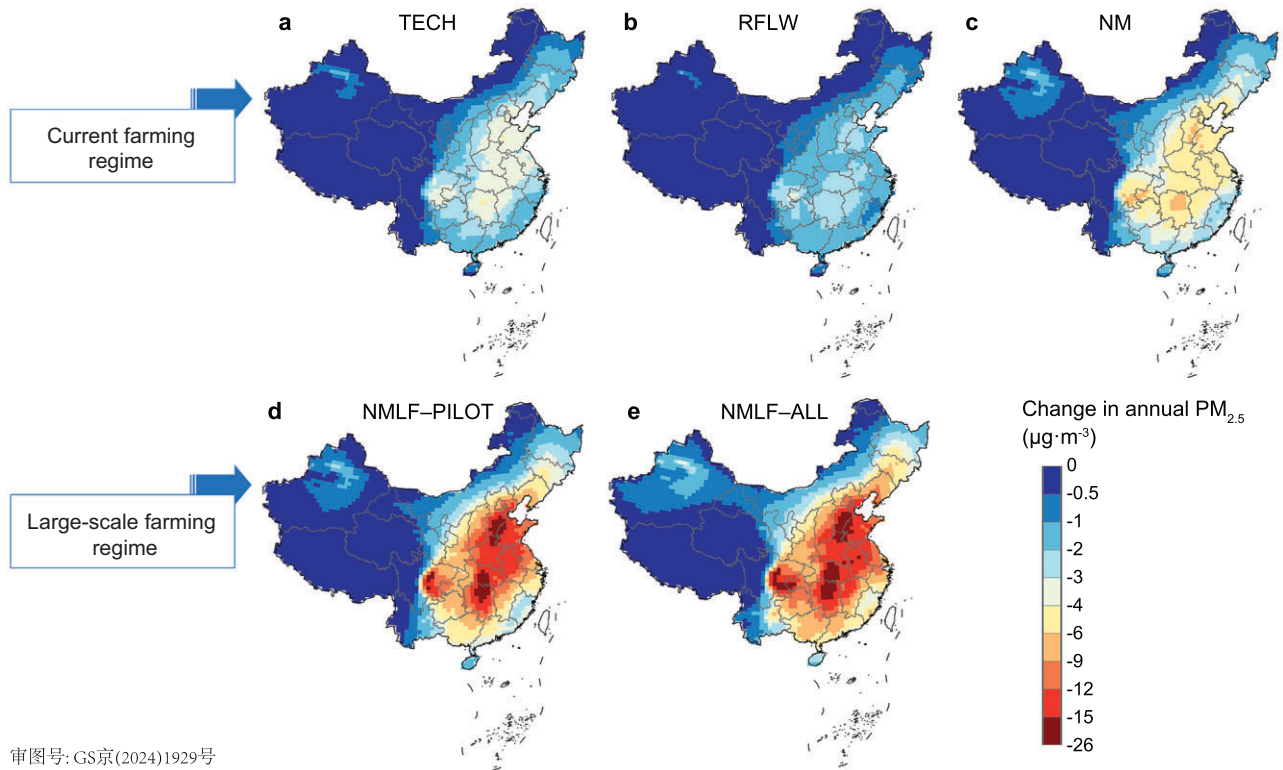 a TECH
b RFLW
c NM
Current farming
regime
d NMLF–PILOT
e NMLF–ALL
Large-scale farming
regime
Change in annual PM2.5
(μg·m-3)
0
-0.5
-1
-2
-3
-4
-6
-9
-12
-15
-26
审图号: GS京(2024)1929号